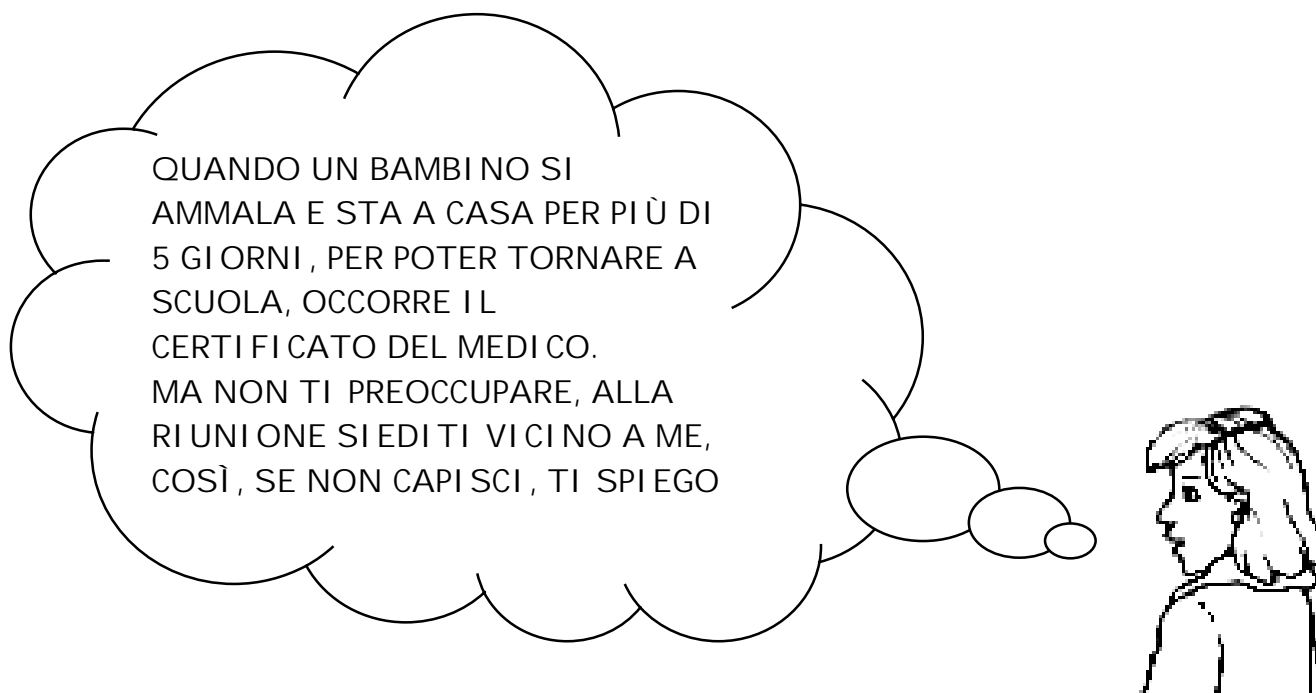 QUANDO UN BAMBINO SI
AMMALA E STA A CASA PER PIÙ DI
5 GIORNI, PER POTER TORNARE A
SCUOLA, OCCORRE IL
CERTIFICATO DEL MEDICO.
MA NON TI PREOCCUPARE, ALLA
RIUNIONE SIEDITI VICINO A ME,
COSÌ, SE NON CAPISCI, TI SPIEGO